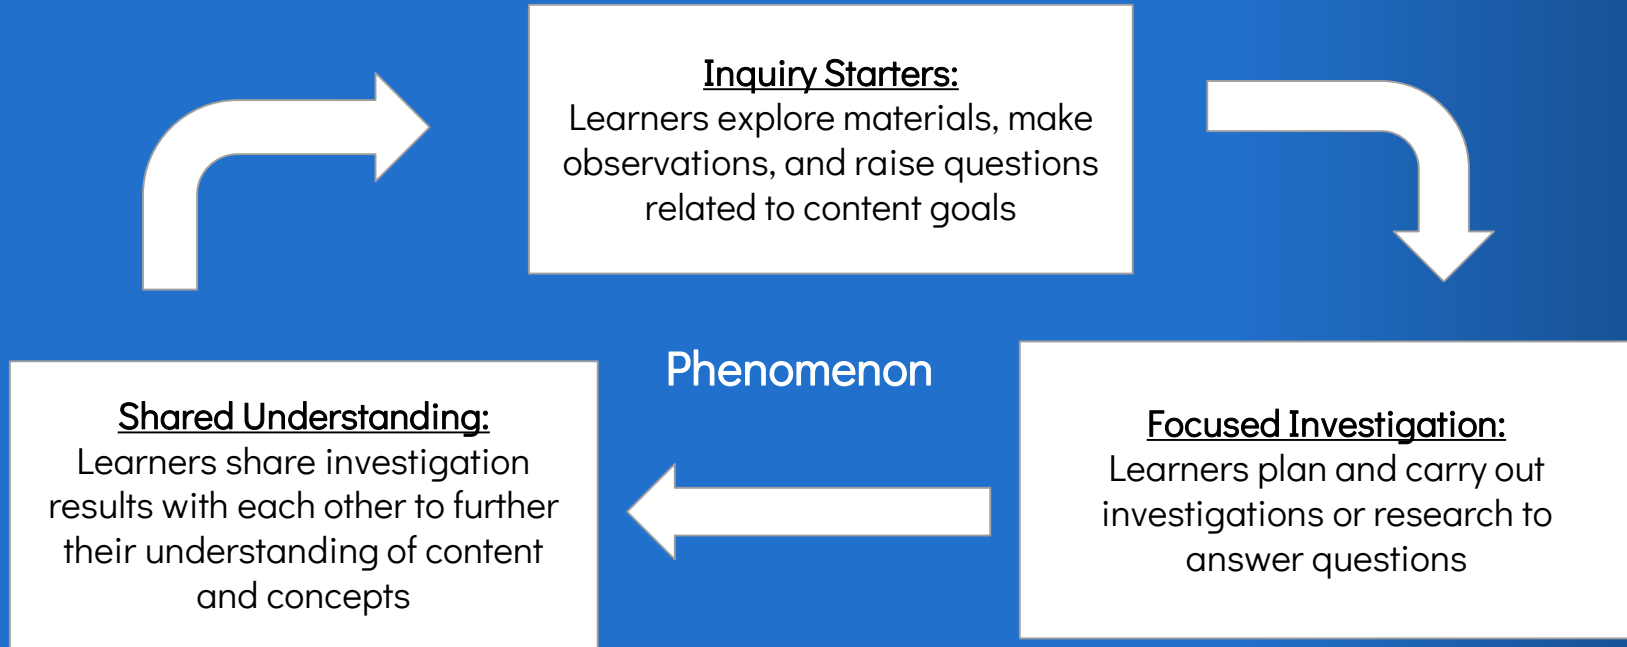 Inquiry Starters:
Learners explore materials, make
observations, and raise questions
related to content goals
Phenomenon
Shared Understanding:
Learners share investigation
results with each other to further
their understanding of content
and concepts
Focused Investigation:
Learners plan and carry out
investigations or research to
answer questions